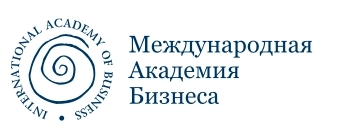 INTERNATIONAL ACADEMY OF BUSINESS •
Международная
Академия
Бизнеса